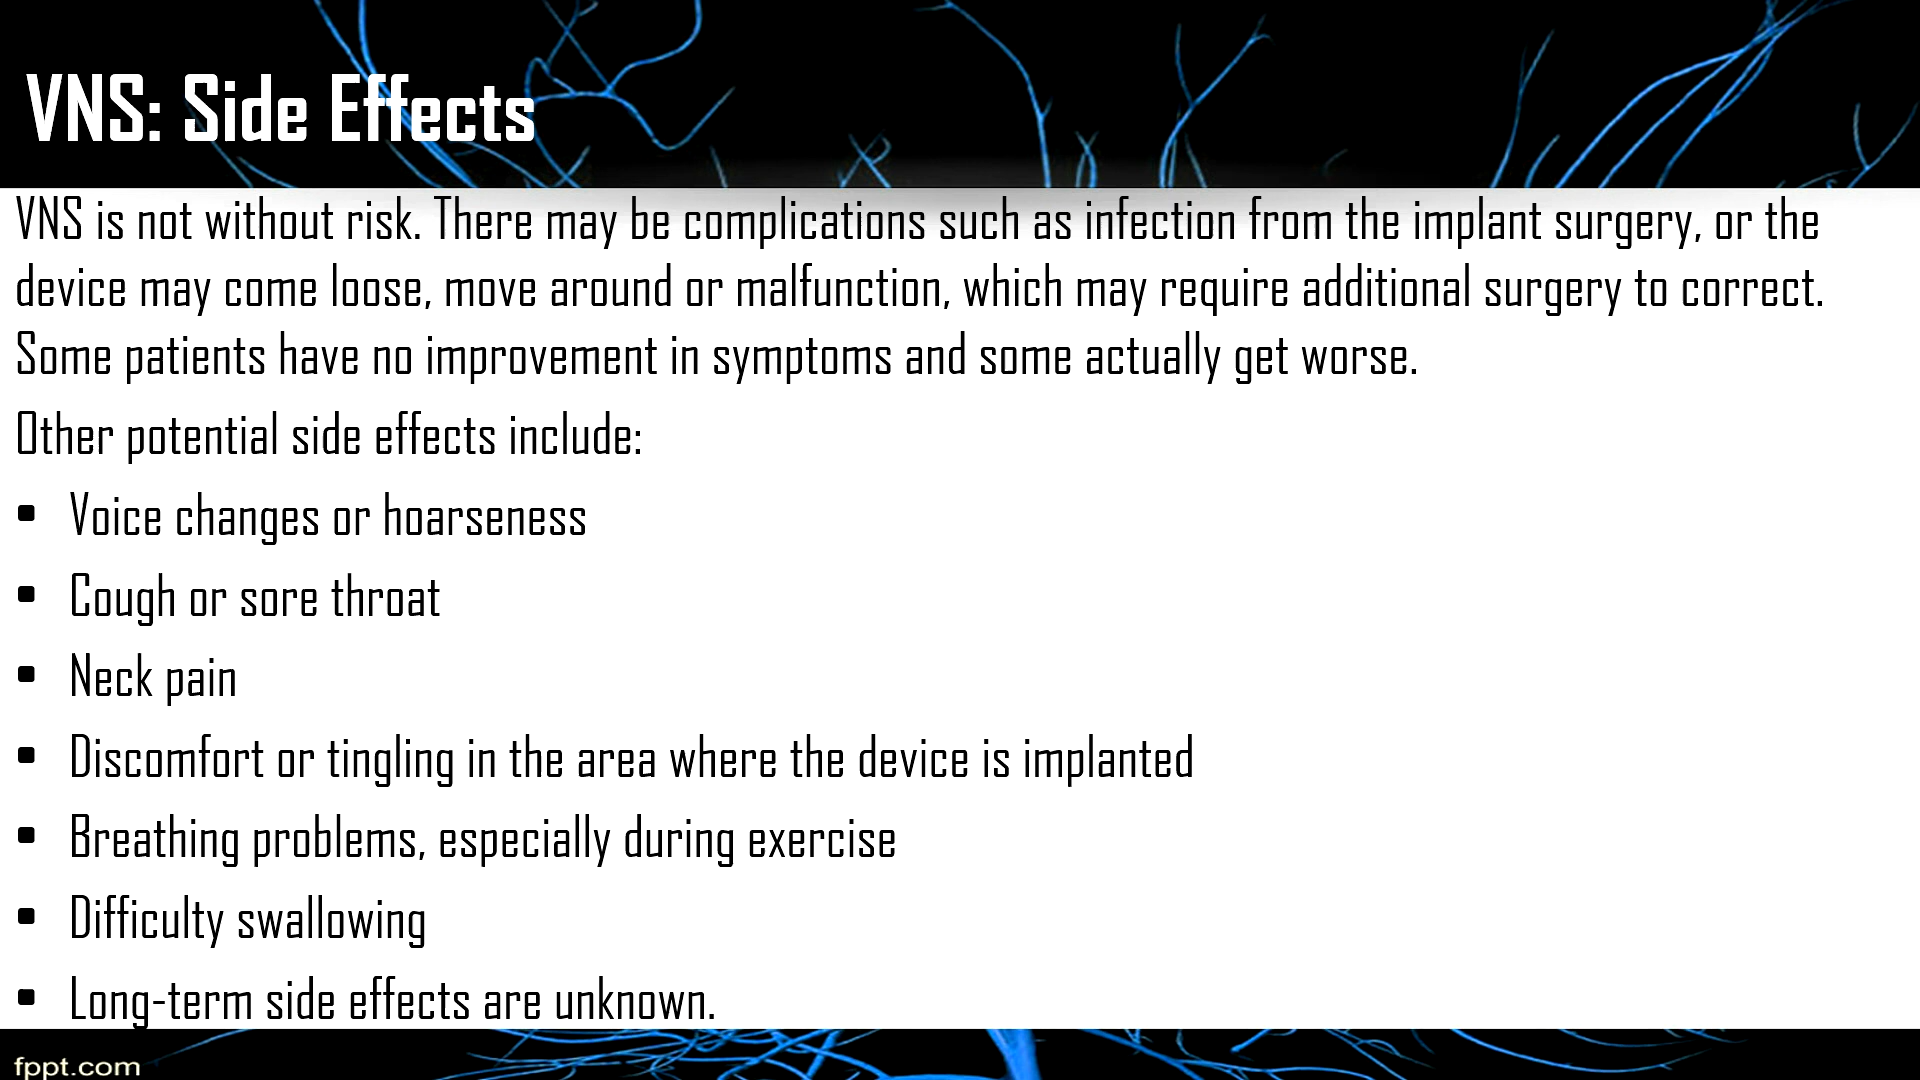 VNS: Side Effects
VNS is not without risk. There may be complications such as infection from the implant surgery, or the
device may come loose, move around or malfunction, which may require additional surgery to correct.
Some patients have no improvement in symptoms and some actually get worse.
Other potential side effects include:
▪ Voice changes or hoarseness
▪ Cough or sore throat
▪ Neck pain
▪ Discomfort or tingling in the area where the device is implanted
▪ Breathing problems, especially during exercise
▪ Difficulty swallowing
▪ Long-term side effects are unknown.
fppt.com